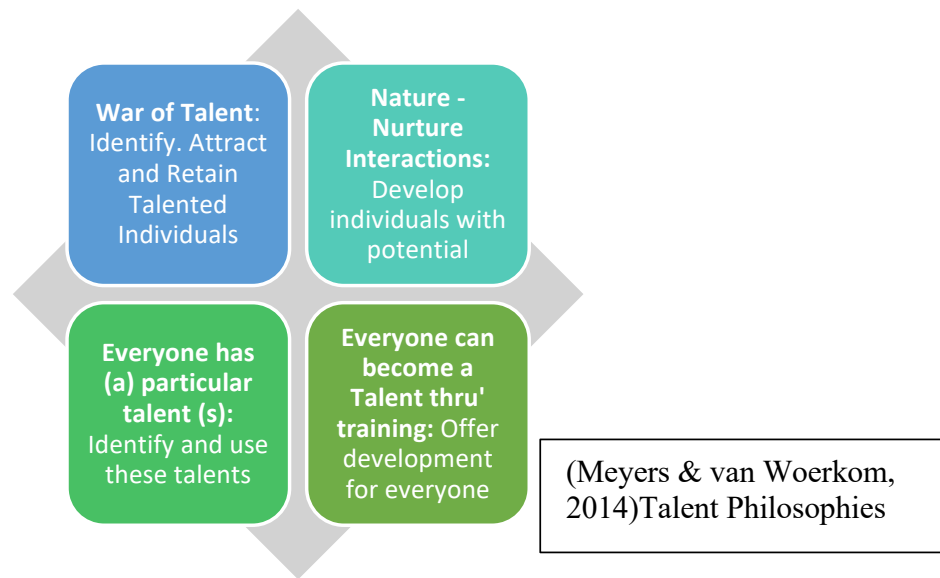 War of Talent:
Identify. Attract
and Retain
Talented
Individuals
Nature -
Nurture
Interactions:
Develop
individuals with
potential
Everyone has
(a) particular
talent (s):
Identify and use
these talents
Everyone can
become a
Talent thru'
training: Offer
development
for everyone
(Meyers & van Woerkom,
2014)Talent Philosophies